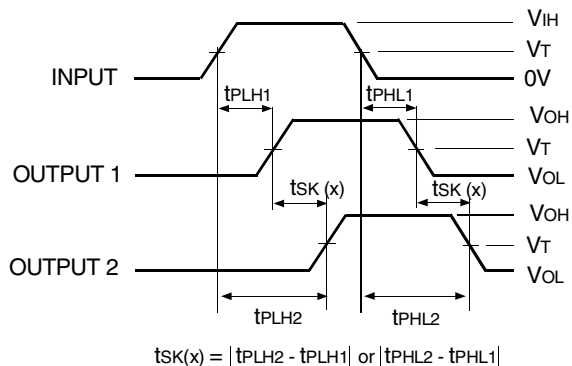 VIH
VT
INPUT
0V
tPLH1
tPHL1
VOH
VT
OUTPUT 1
tSK (x)
tSK (x)
VOL
VOH
VT
OUTPUT 2
VOL
tPLH2
tPHL2
tSK(x) = |tPLH2 - tPLH1| or |tPHL2 - tPHL1|